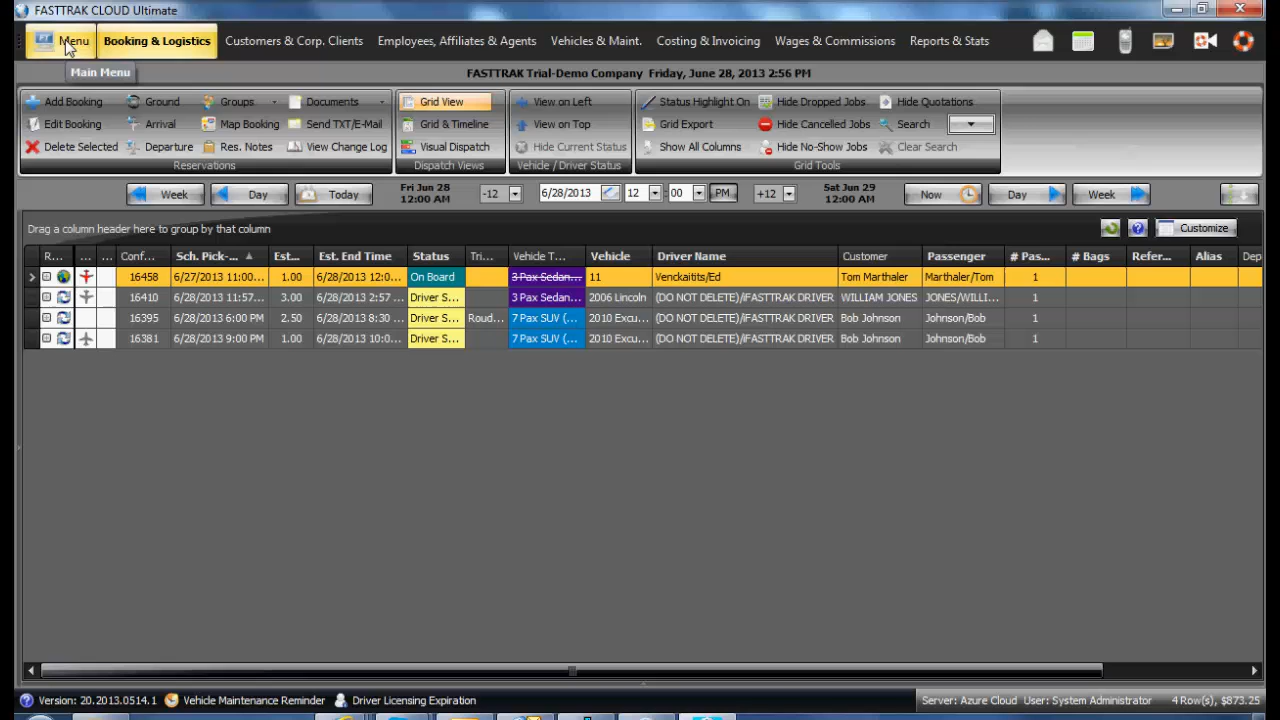 FASTTRAK CLOUD Ultimate
Menu Booking & Logistics Customers & Corp. Clients Employees, Affiliates & Agents Vehicles & Maint. Costing & Invoicing Wages & Commissions Reports & Stats
Main Menu
FASTTRAK Trial-Demo Company Friday, June 28, 2013 2:56 PM
Add Booking Ground Groups Documents Grid View View on Left Status Highlight On Hide Dropped Jobs Hide Quotations
Edit Booking Arrival Map Booking Send TXT/E-Mail Grid & Timeline View on Top Grid Export Hide Cancelled Jobs Search
Delete Selected Departure Res. Notes View Change Log Visual Dispatch Hide Current Status Show All Columns Hide No-Show Jobs Clear Search
Reservations Dispatch Views Vehicle / Driver Status Grid Tools
Week Day Today Fri Jun 28 12:00 AM -12 6/28/2013 12 00 PM +12 Sat Jun 29 12:00 AM Now Day Week
Drag a column header here to group by that column Customize
R... ... ... Conf... Sch. Pick-... Est... Est. End Time Status Tri... Vehicle T... Vehicle Driver Name Customer Passenger # Pas... # Bags Refer... Alias Dep
16458 6/27/2013 11:00... 1.00 6/28/2013 12:0... On Board 3 Pax Sedan... 11 Venckaitits/Ed Tom Marthaler Marthaler/Tom 1
16410 6/28/2013 11:57... 3.00 6/28/2013 2:57 ... Driver S... 3 Pax Sedan... 2006 Lincoln (DO NOT DELETE)/iFASTTRAK DRIVER WILLIAM JONES JONES/WILLI... 1
16395 6/28/2013 6:00 PM 2.50 6/28/2013 8:30 ... Driver S... Roud... 7 Pax SUV (... 2010 Excu... (DO NOT DELETE)/iFASTTRAK DRIVER Bob Johnson Johnson/Bob 1
16381 6/28/2013 9:00 PM 1.00 6/28/2013 10:0... Driver S... 7 Pax SUV (... 2010 Excu... (DO NOT DELETE)/iFASTTRAK DRIVER Bob Johnson Johnson/Bob 1
Version: 20.2013.0514.1 Vehicle Maintenance Reminder Driver Licensing Expiration Server: Azure Cloud User: System Administrator 4 Row(s), $873.25